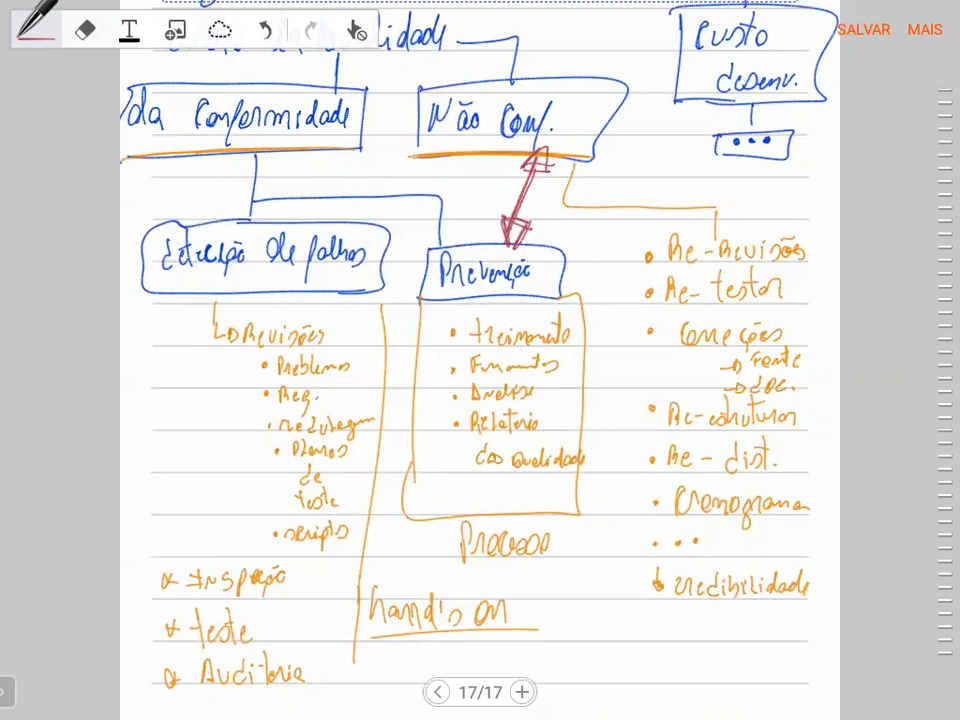 SALVAR MAIS
idade
Custo
desenv.
...
da Conformidade
Não Conf.
detecção de falhas
Prevenção
Revisões
• Problemas
• Req.
• modelagem
• Planos
de
teste
• scripts
x Inspeção
x teste
x Auditoria
• treinamento
• Ferramentas
• Análise
• Relatório
da qualidade
Processo
hand's on
• Re-Revisões
• Re-testar
• Correções
→ Fonte
→ doc.
• Re-estruturar
• Re-dist.
• Cronograma
• • •
↓ credibilidade
17/17